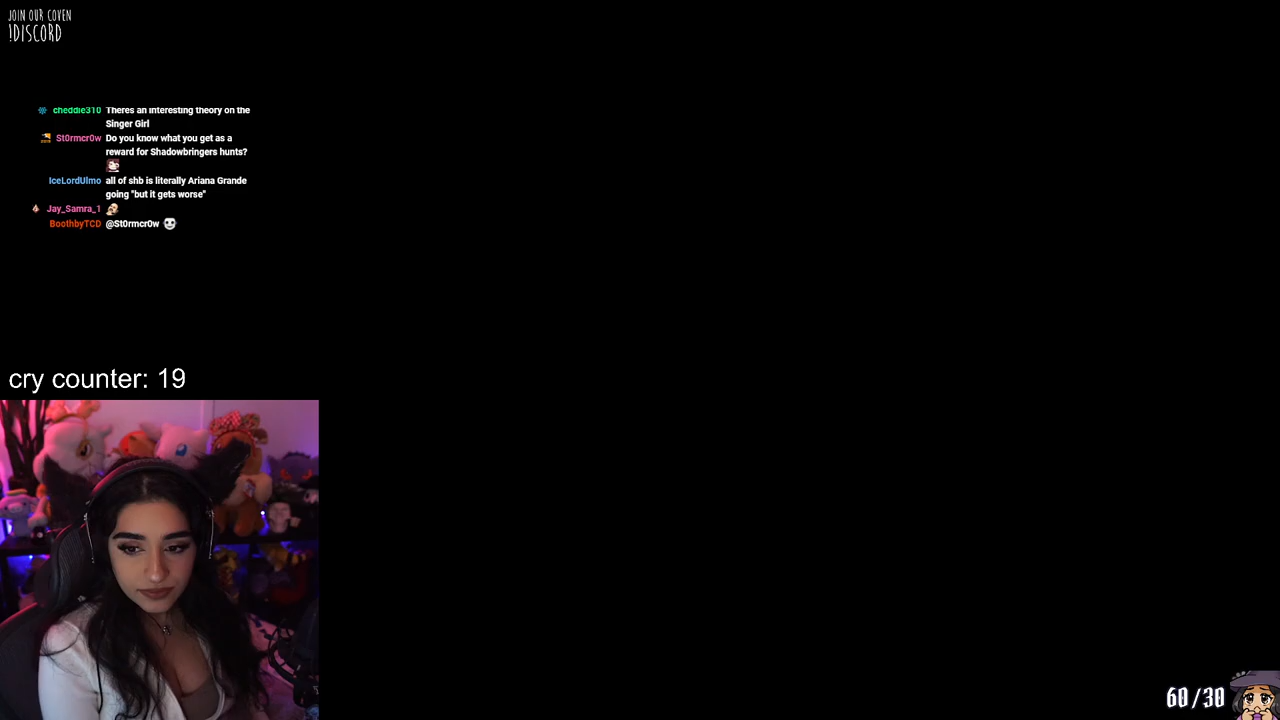 JOIN OUR COVEN
!DISCORD
cheddie310 Theres an interesting theory on the
Singer Girl
St0rmcr0w Do you know what you get as a
reward for Shadowbringers hunts?
IceLordUlmo all of shb is literally Ariana Grande
going "but it gets worse"
Jay_Samra_1
BoothbyTCD @St0rmcr0w
cry counter: 19
60/30